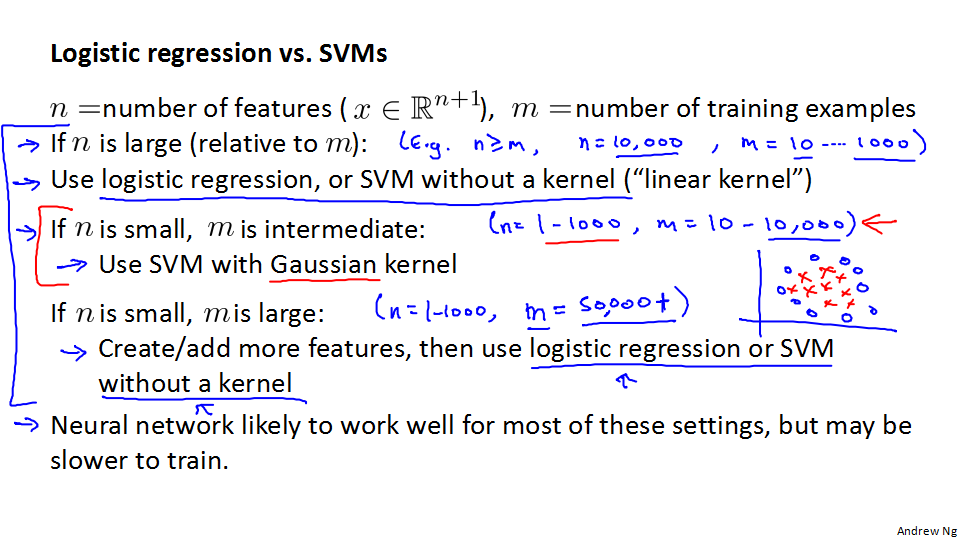 Logistic regression vs. SVMs
n =number of features ( x ∈ ℝⁿ⁺¹), m =number of training examples
→ If n is large (relative to m): (E.g. n ≥ m, n = 10,000 , m = 10 ---- 1000)
→ Use logistic regression, or SVM without a kernel (“linear kernel”)
→ If n is small, m is intermediate: (n= 1 - 1000 , m = 10 - 10,000) ←
→ Use SVM with Gaussian kernel
If n is small, m is large: (n = 1-1000, m = 50,000+)
→ Create/add more features, then use logistic regression or SVM
without a kernel
→ Neural network likely to work well for most of these settings, but may be
slower to train.
Andrew Ng